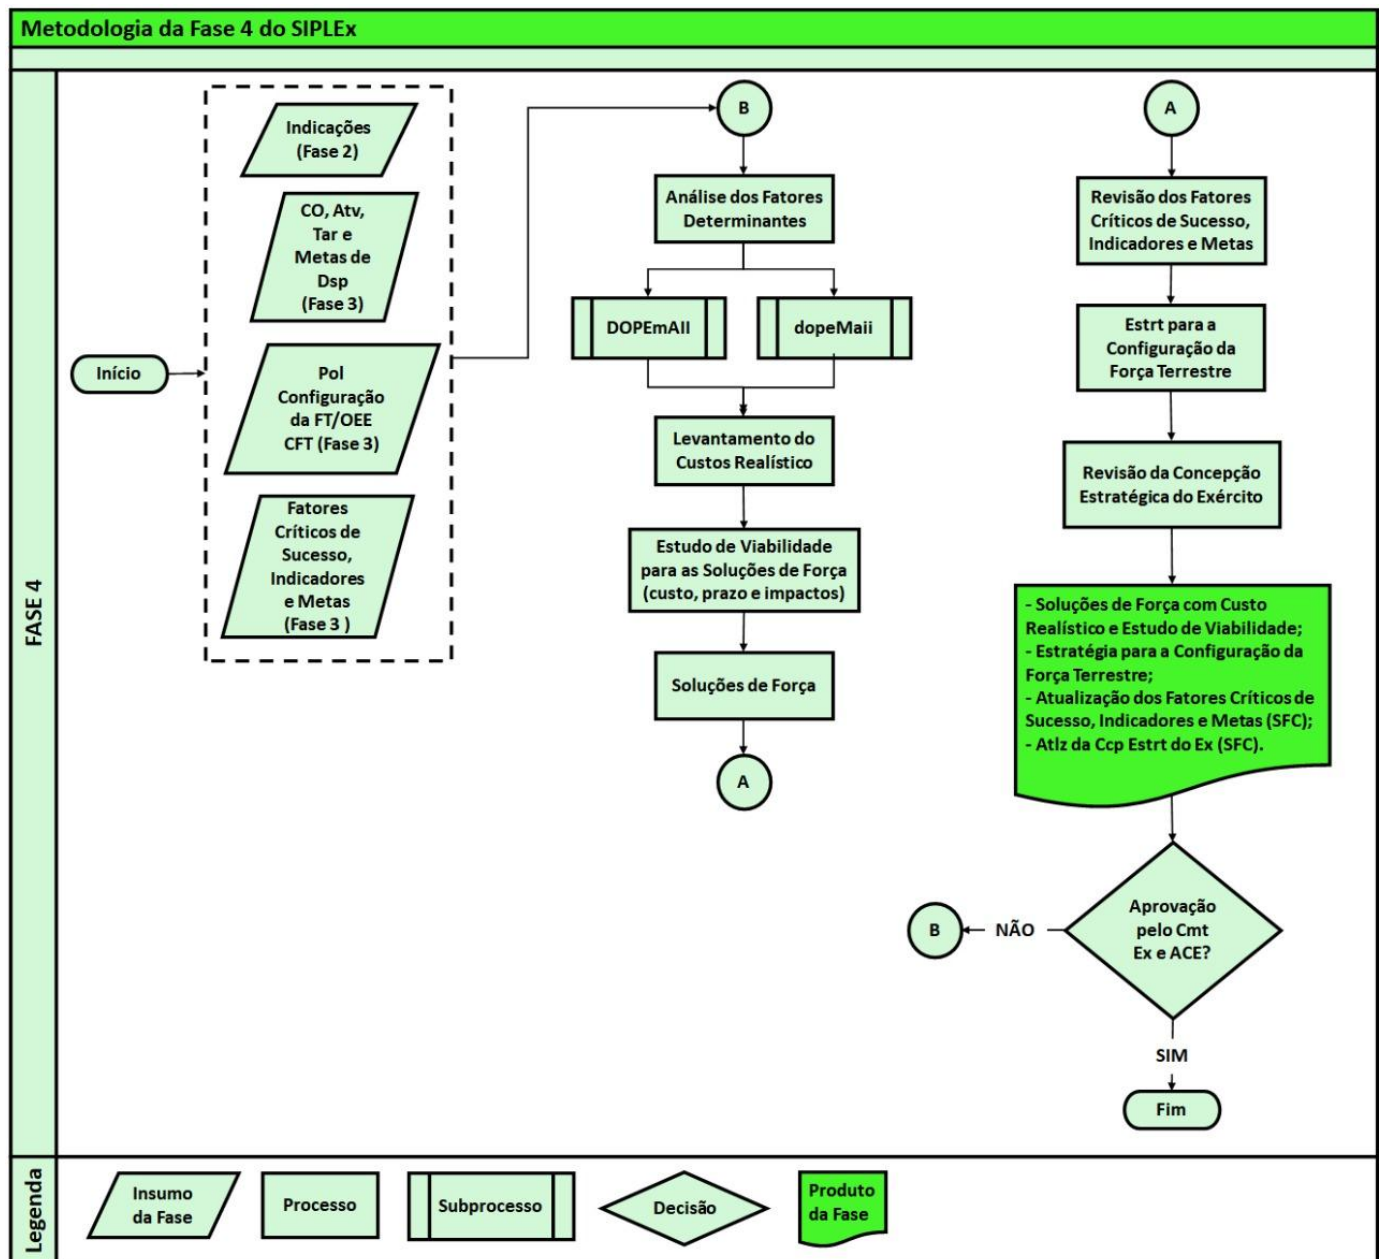 Metodologia da Fase 4 do SIPLEx
FASE 4
Início
Indicações
(Fase 2)
CO, Atv,
Tar e
Metas de
Dsp
(Fase 3)
Pol
Configuração
da FT/OEE
CFT (Fase 3)
Fatores
Críticos de
Sucesso,
Indicadores
e Metas
(Fase 3 )
B
Análise dos Fatores
Determinantes
DOPEmAII
dopeMaii
Levantamento do
Custos Realístico
Estudo de Viabilidade
para as Soluções de Força
(custo, prazo e impactos)
Soluções de Força
A
A
Revisão dos Fatores
Críticos de Sucesso,
Indicadores e Metas
Estrt para a
Configuração da
Força Terrestre
Revisão da Concepção
Estratégica do Exército
- Soluções de Força com Custo
Realístico e Estudo de Viabilidade;
- Estratégia para a Configuração da
Força Terrestre;
- Atualização dos Fatores Críticos de
Sucesso, Indicadores e Metas (SFC);
- Atlz da Ccp Estrt do Ex (SFC).
Aprovação
pelo Cmt
Ex e ACE?
NÃO
B
SIM
Fim
Legenda
Insumo
da Fase
Processo
Subprocesso
Decisão
Produto
da Fase